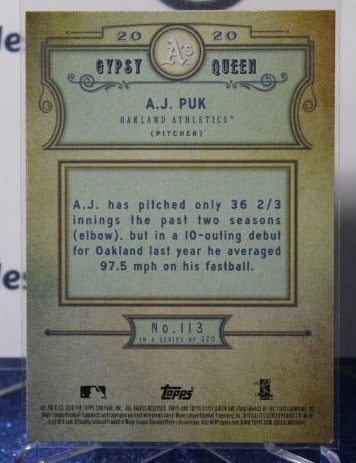 20 A's 20
GYPSY QUEEN
A.J. PUK
OAKLAND ATHLETICS®
(PITCHER)
A.J. has pitched only 36 2/3
innings the past two seasons
(elbow), but in a 10-outing debut
for Oakland last year he averaged
97.5 mph on his fastball.
No. 113
IN A SERIES OF 320
Topps